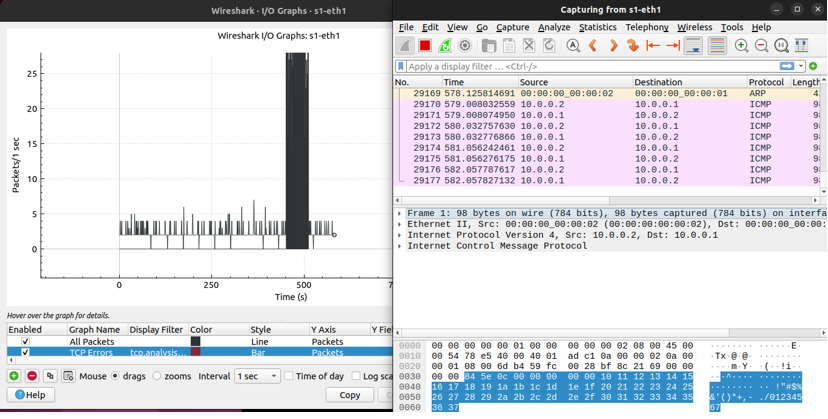 Wireshark · I/O Graphs · s1-eth1
Wireshark I/O Graphs: s1-eth1
Packets/1 sec
25
20
15
10
5
0
0
250
500
Time (s)
Hover over the graph for details.
Enabled Graph Name Display Filter Color Style Y Axis Y Fiel
All Packets Line Packets
TCP Errors tcp.analysis... Bar Packets
Mouse drags zooms Interval 1 sec Time of day Log sca
Help Copy
Capturing from s1-eth1
File Edit View Go Capture Analyze Statistics Telephony Wireless Tools Help
Apply a display filter ... <Ctrl-/>
No. Time Source Destination Protocol Length
29169 578.125814691 00:00:00_00:00:02 00:00:00_00:00:01 ARP
29170 579.008032559 10.0.0.2 10.0.0.1 ICMP 98
29171 579.008074950 10.0.0.1 10.0.0.2 ICMP 98
29172 580.032757630 10.0.0.2 10.0.0.1 ICMP 98
29173 580.032776866 10.0.0.1 10.0.0.2 ICMP 98
29174 581.056242461 10.0.0.2 10.0.0.1 ICMP 98
29175 581.056276175 10.0.0.1 10.0.0.2 ICMP 98
29176 582.057787617 10.0.0.2 10.0.0.1 ICMP 98
29177 582.057827132 10.0.0.1 10.0.0.2 ICMP 98
Frame 1: 98 bytes on wire (784 bits), 98 bytes captured (784 bits) on interfa
Ethernet II, Src: 00:00:00_00:00:02 (00:00:00:00:00:02), Dst: 00:00:00_00:00:
Internet Protocol Version 4, Src: 10.0.0.2, Dst: 10.0.0.1
Internet Control Message Protocol
0000 00 00 00 00 00 01 00 00 00 00 00 02 08 00 45 00 ··············E·
0010 00 54 78 e5 40 00 40 01 ad c1 0a 00 00 02 0a 00 ·Tx·@·@·········
0020 00 01 08 00 6d b4 59 fc 00 28 bf 8c 21 69 00 00 ····m·Y··(··!i··
0030 00 00 84 5e 0c 00 00 00 00 00 10 11 12 13 14 15 ···^············
0040 16 17 18 19 1a 1b 1c 1d 1e 1f 20 21 22 23 24 25 ·········· !"#$%
0050 26 27 28 29 2a 2b 2c 2d 2e 2f 30 31 32 33 34 35 &'()*+,-./012345
0060 36 37 67